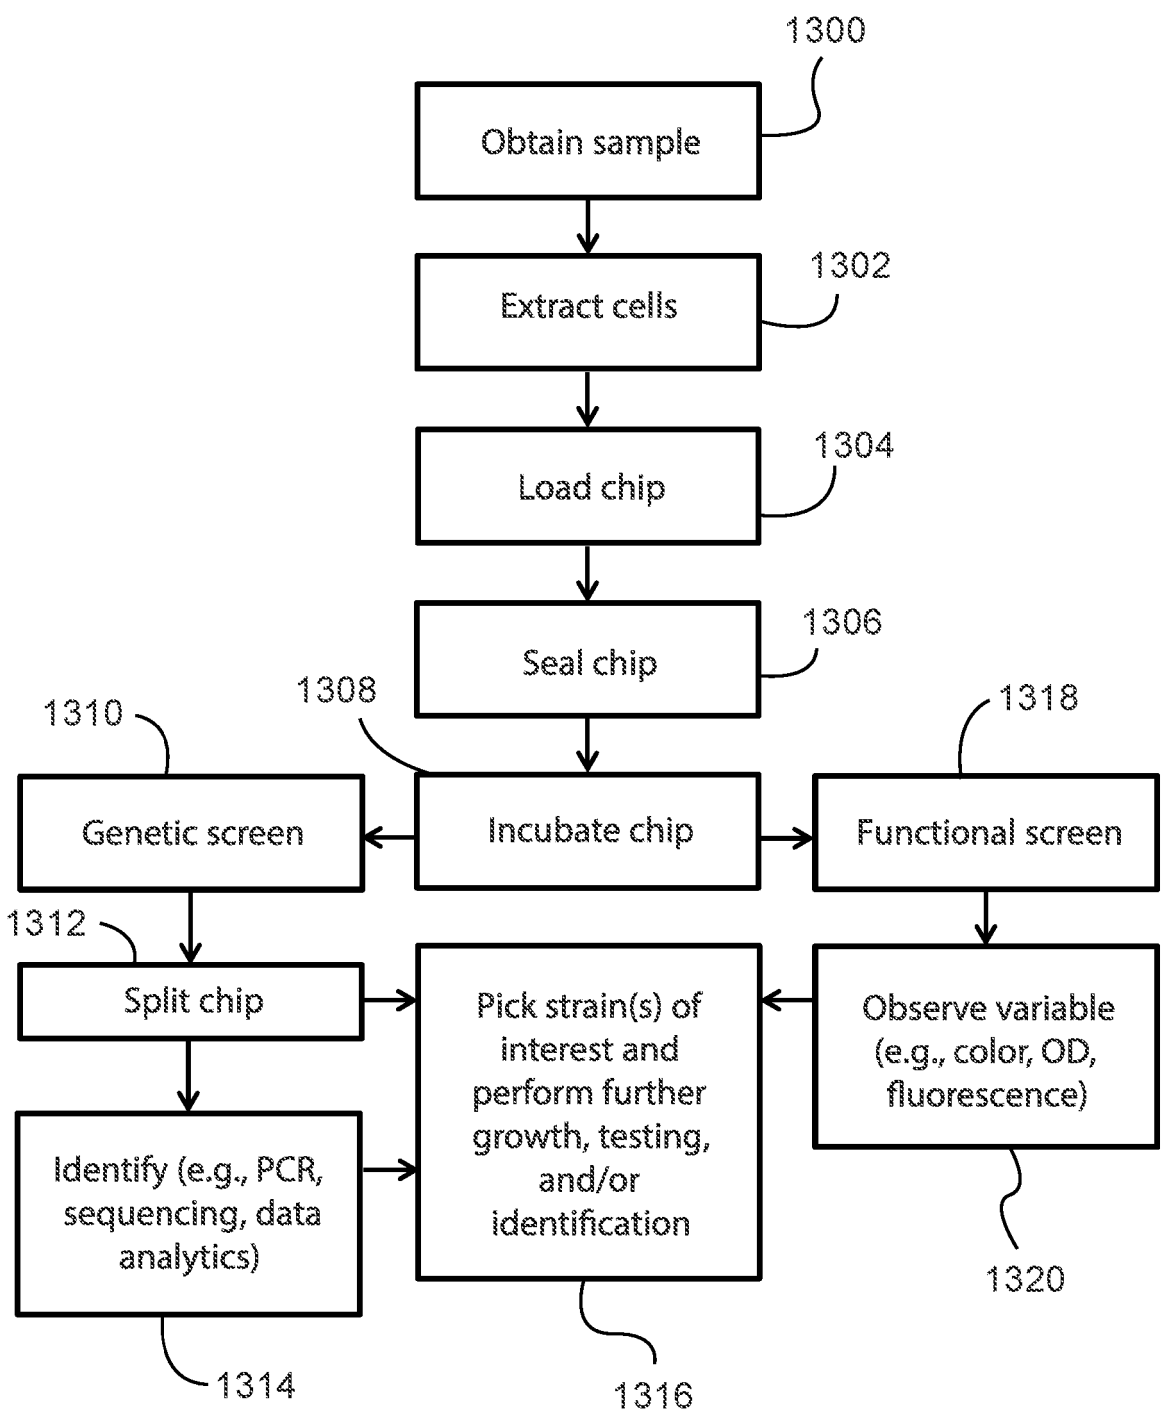 1300
Obtain sample
1302
Extract cells
1304
Load chip
1306
Seal chip
1308
1310
1318
Genetic screen
Incubate chip
Functional screen
1312
Split chip
Pick strain(s) of
interest and
perform further
growth, testing,
and/or
identification
Observe variable
(e.g., color, OD,
fluorescence)
Identify (e.g., PCR,
sequencing, data
analytics)
1320
1314
1316